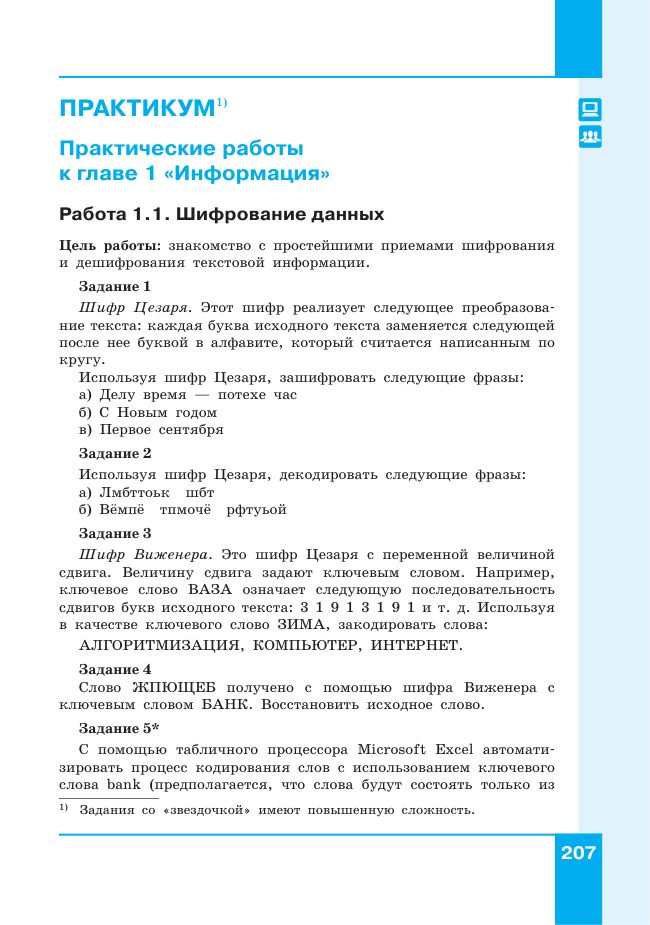 ПРАКТИКУМ1)
Практические работы
к главе 1 «Информация»
Работа 1.1. Шифрование данных
Цель работы: знакомство с простейшими приемами шифрования
и дешифрования текстовой информации.
Задание 1
Шифр Цезаря. Этот шифр реализует следующее преобразова-
ние текста: каждая буква исходного текста заменяется следующей
после нее буквой в алфавите, который считается написанным по
кругу.
Используя шифр Цезаря, зашифровать следующие фразы:
а) Делу время — потехе час
б) С Новым годом
в) Первое сентября
Задание 2
Используя шифр Цезаря, декодировать следующие фразы:
а) Лмбттоьк шбт
б) Вёмпё тпмочё рфтуьой
Задание 3
Шифр Виженера. Это шифр Цезаря с переменной величиной
сдвига. Величину сдвига задают ключевым словом. Например,
ключевое слово ВАЗА означает следующую последовательность
сдвигов букв исходного текста: 3 1 9 1 3 1 9 1 и т. д. Используя
в качестве ключевого слово ЗИМА, закодировать слова:
АЛГОРИТМИЗАЦИЯ, КОМПЬЮТЕР, ИНТЕРНЕТ.
Задание 4
Слово ЖПЮЩЕБ получено с помощью шифра Виженера с
ключевым словом БАНК. Восстановить исходное слово.
Задание 5*
С помощью табличного процессора Microsoft Excel автомати-
зировать процесс кодирования слов с использованием ключевого
слова bank (предполагается, что слова будут состоять только из
1) Задания со «звездочкой» имеют повышенную сложность.
207